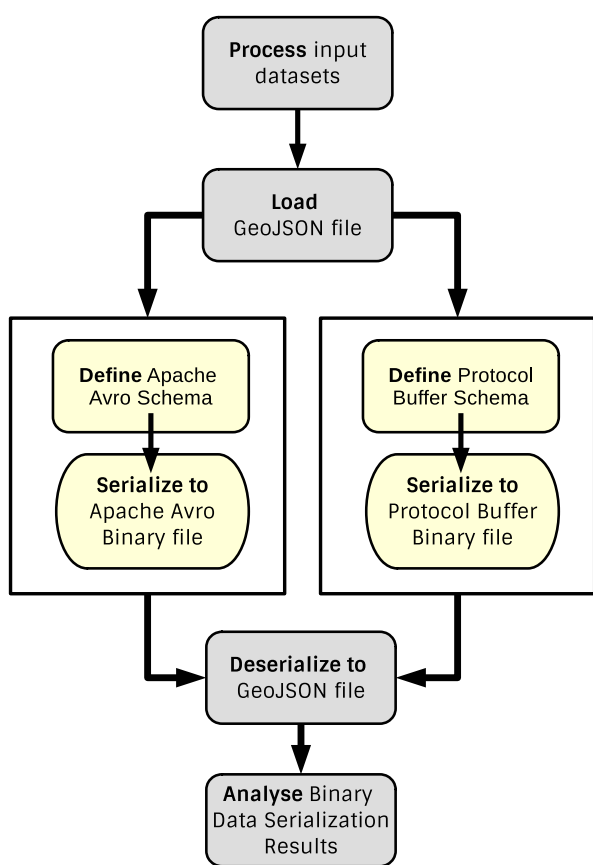 Process input
datasets
Load
GeoJSON file
Define Apache
Avro Schema
Serialize to
Apache Avro
Binary file
Define Protocol
Buffer Schema
Serialize to
Protocol Buffer
Binary file
Deserialize to
GeoJSON file
Analyse Binary
Data Serialization
Results